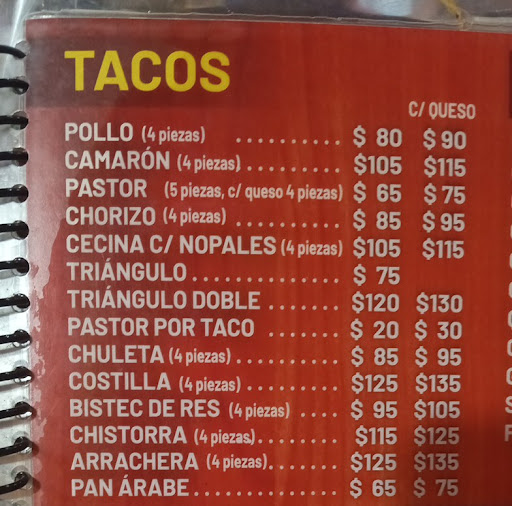 TACOS
C/ QUESO
POLLO (4 piezas) .......... $ 80 $ 90
CAMARÓN (4 piezas) ......... $105 $115
PASTOR (5 piezas, c/ queso 4 piezas) $ 65 $ 75
CHORIZO (4 piezas) .......... $ 85 $ 95
CECINA C/ NOPALES (4 piezas) $105 $115
TRIÁNGULO .............. $ 75
TRIÁNGULO DOBLE ....... $120 $130
PASTOR POR TACO ....... $ 20 $ 30
CHULETA (4 piezas) .......... $ 85 $ 95
COSTILLA (4 piezas) ......... $125 $135
BISTEC DE RES (4 piezas) .... $ 95 $105
CHISTORRA (4 piezas) ........ $115 $125
ARRACHERA (4 piezas) ....... $125 $135
PAN ÁRABE .............. $ 65 $ 75